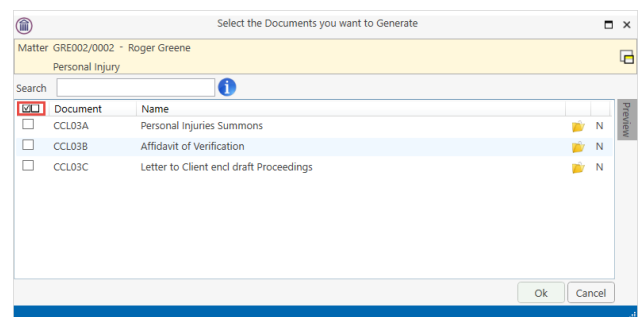 Select the Documents you want to Generate
Matter GRE002/0002 - Roger Greene
Personal Injury
Search
Document Name
CCL03A Personal Injuries Summons N
CCL03B Affidavit of Verification N
CCL03C Letter to Client encl draft Proceedings N
Preview
Ok Cancel